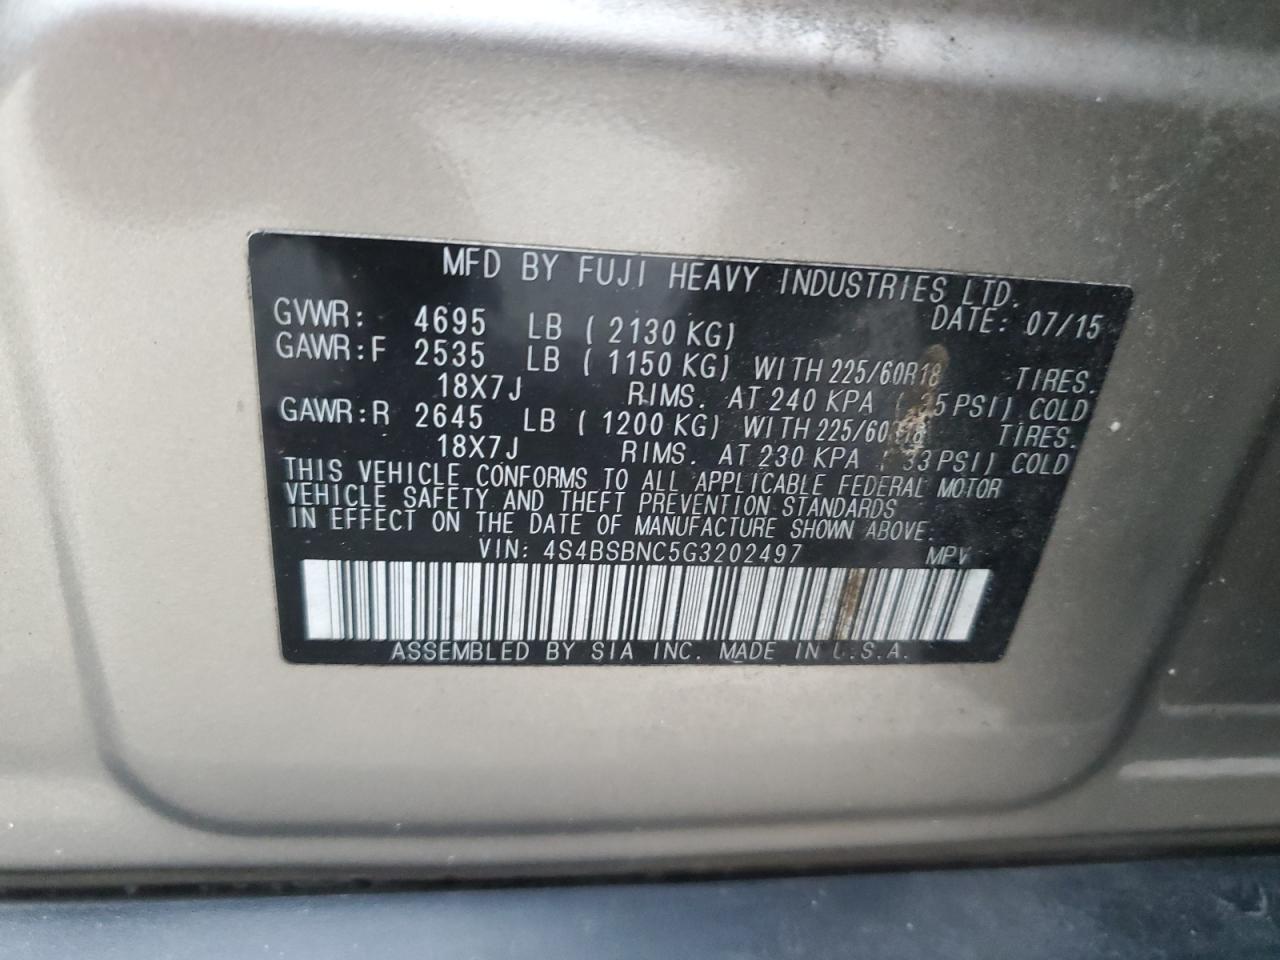 MFD BY FUJI HEAVY INDUSTRIES LTD.
DATE: 07/15
GVWR: 4695 LB ( 2130 KG)
GAWR:F 2535 LB ( 1150 KG) WITH 225/60R18 TIRES.
18X7J RIMS. AT 240 KPA ( PSI) COLD
GAWR:R 2645 LB ( 1200 KG) WITH TIRES.
18X7J RIMS. AT 230 KPA ( 33 PSI) COLD
THIS VEHICLE CONFORMS TO ALL APPLICABLE FEDERAL MOTOR
VEHICLE SAFETY AND THEFT PREVENTION STANDARDS
IN EFFECT ON THE DATE OF MANUFACTURE SHOWN ABOVE.
VIN: 4S4BSBNC5G3202497 MPV
ASSEMBLED BY SIA INC. MADE IN U.S.A.